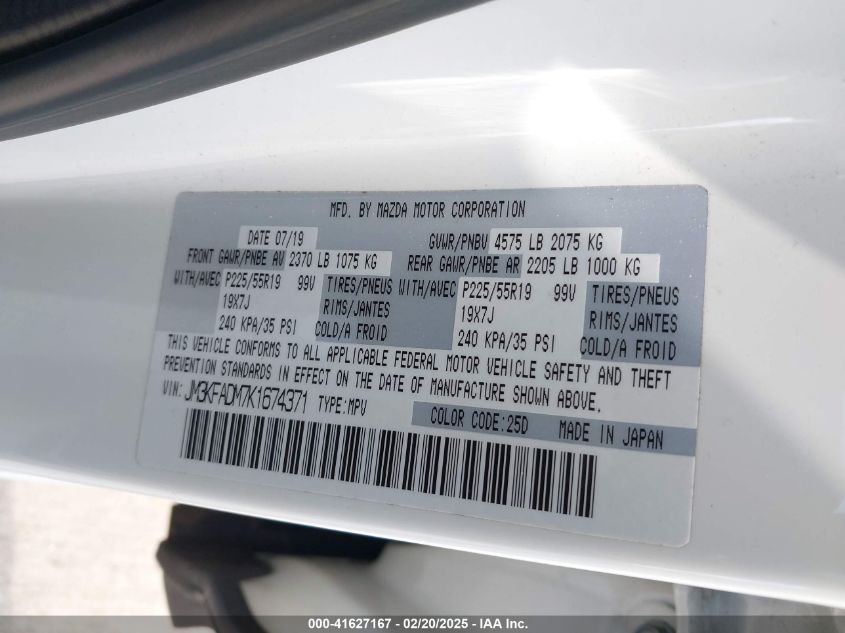 MFD. BY MAZDA MOTOR CORPORATION
DATE 07/19 GVWR/PNBV 4575 LB 2075 KG
FRONT GAWR/PNBE AV 2370 LB 1075 KG REAR GAWR/PNBE AR 2205 LB 1000 KG
WITH/AVEC P225/55R19 99V TIRES/PNEUS WITH/AVEC P225/55R19 99V TIRES/PNEUS
19X7J RIMS/JANTES 19X7J RIMS/JANTES
240 KPA/35 PSI COLD/A FROID 240 KPA/35 PSI COLD/A FROID
THIS VEHICLE CONFORMS TO ALL APPLICABLE FEDERAL MOTOR VEHICLE SAFETY AND THEFT
PREVENTION STANDARDS IN EFFECT ON THE DATE OF MANUFACTURE SHOWN ABOVE.
VIN: JM3KFADM7K1674371 TYPE:MPV COLOR CODE:25D MADE IN JAPAN
000-41627167 – 02/20/2025 – IAA Inc.